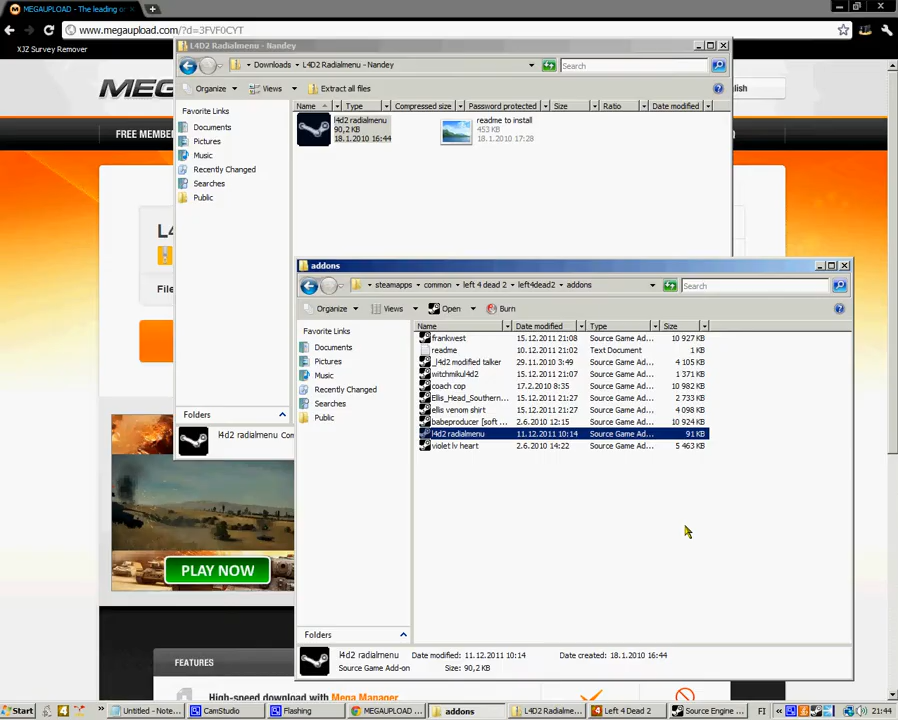 MEGAUPLOAD - The leading o
www.megaupload.com/?d=3FVF0CYT
XJZ Survey Remover
nglish
FREE MEMBE
File
L4D2 Radialmenu - Nandey
Downloads L4D2 Radialmenu - Nandey
Search
Organize Views Extract all files
Favorite Links
Documents
Pictures
Music
Recently Changed
Searches
Public
Folders
Name Type Compressed size Password protected Size Ratio Date modified
l4d2 radialmenu
90,2 KB
18.1.2010 16:44
readme to install
453 KB
18.1.2010 17:28
l4d2 radialmenu Com
addons
steamapps common left 4 dead 2 left4dead2 addons
Search
Organize Views Open Burn
Favorite Links
Documents
Pictures
Music
Recently Changed
Searches
Public
Folders
Name Date modified Type Size
frankwest 15.12.2011 21:08 Source Game Ad... 10 927 KB
readme 10.12.2011 21:02 Text Document 1 KB
_l4d2 modified talker 29.11.2010 3:49 Source Game Ad... 4 105 KB
witchmikul4d2 15.12.2011 21:07 Source Game Ad... 1 371 KB
coach cop 17.2.2010 8:35 Source Game Ad... 10 982 KB
Ellis_Head_Southern... 15.12.2011 21:27 Source Game Ad... 2 733 KB
ellis venom shirt 15.12.2011 21:27 Source Game Ad... 4 098 KB
babeproducer [soft ... 2.6.2010 12:15 Source Game Ad... 10 924 KB
l4d2 radialmenu 11.12.2011 10:14 Source Game Ad... 91 KB
violet lv heart 2.6.2010 14:22 Source Game Ad... 5 463 KB
l4d2 radialmenu Date modified: 11.12.2011 10:14 Date created: 18.1.2010 16:44
Source Game Add-on Size: 90,2 KB
PLAY NOW
FEATURES
High-speed download with Mega Manager
Start
Untitled - Note...
CamStudio
Flashing
MEGAUPLOAD ...
addons
L4D2 Radialme...
Left 4 Dead 2
Source Engine ...
FI
21:44